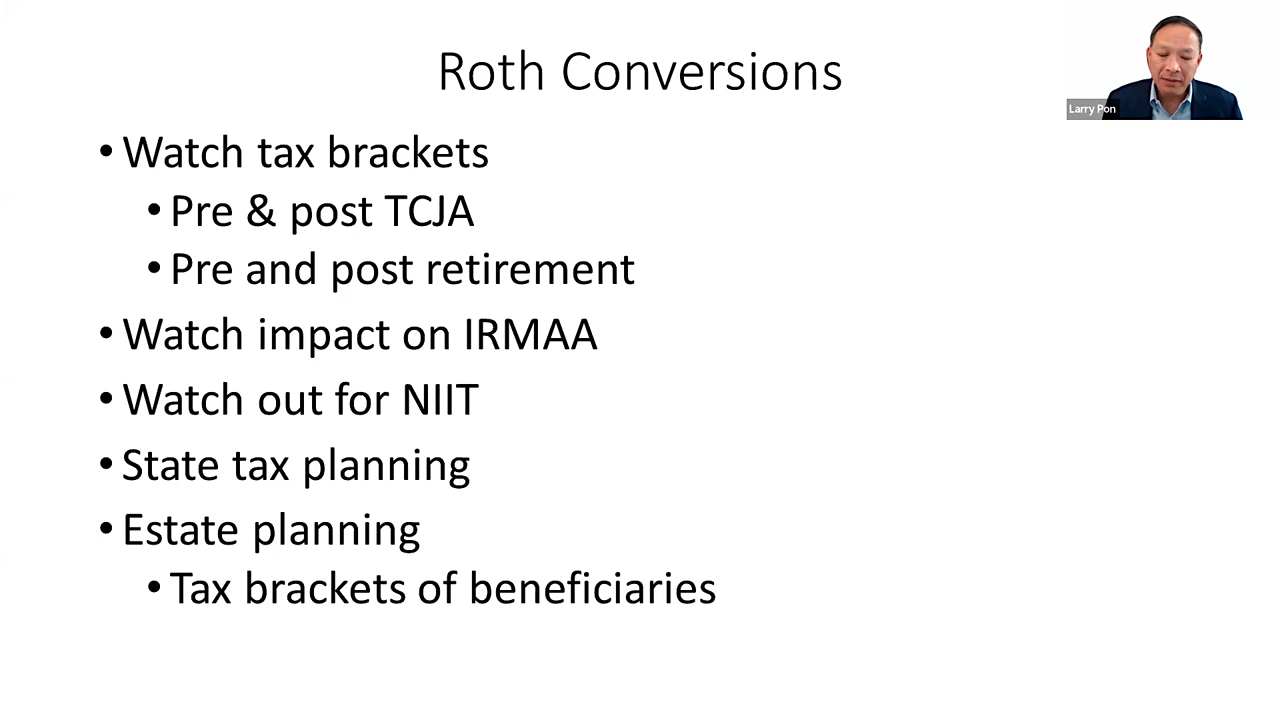 Roth Conversions
Larry Pon
• Watch tax brackets
• Pre & post TCJA
• Pre and post retirement
• Watch impact on IRMAA
• Watch out for NIIT
• State tax planning
• Estate planning
• Tax brackets of beneficiaries